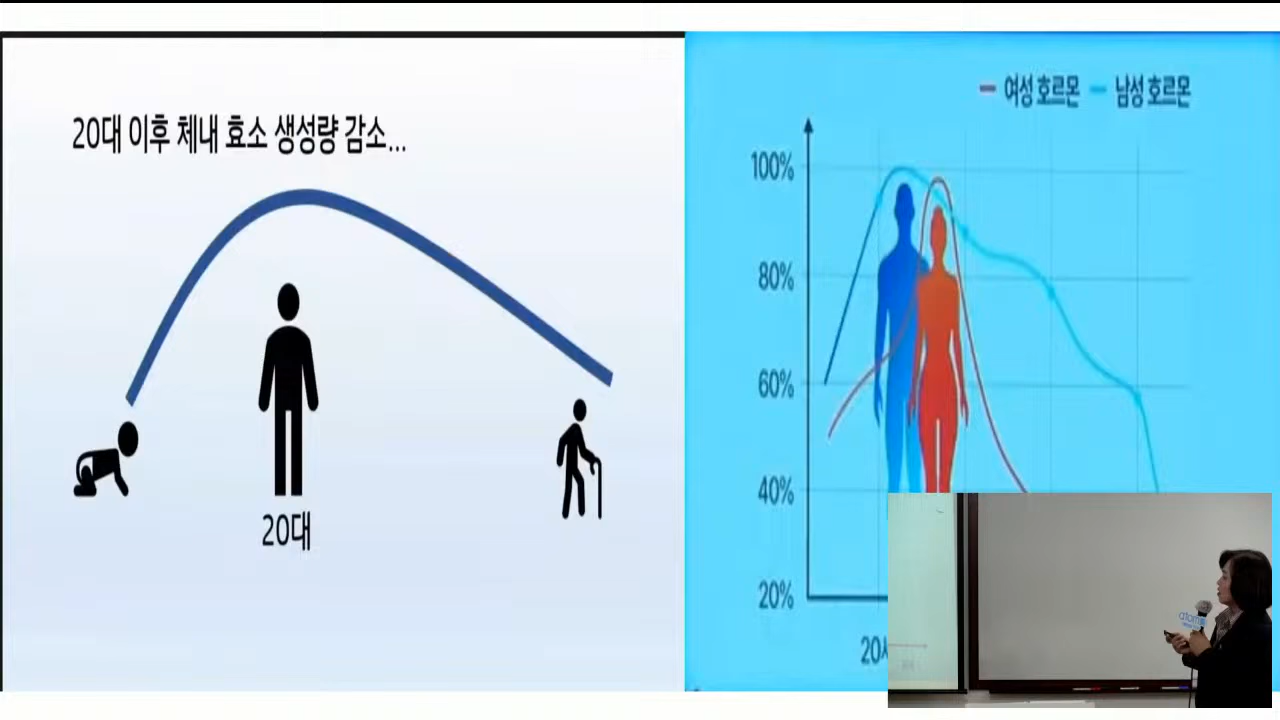 20대 이후 체내 효소 생성량 감소...
20대
여성 호르몬 남성 호르몬
100%
80%
60%
40%
20%